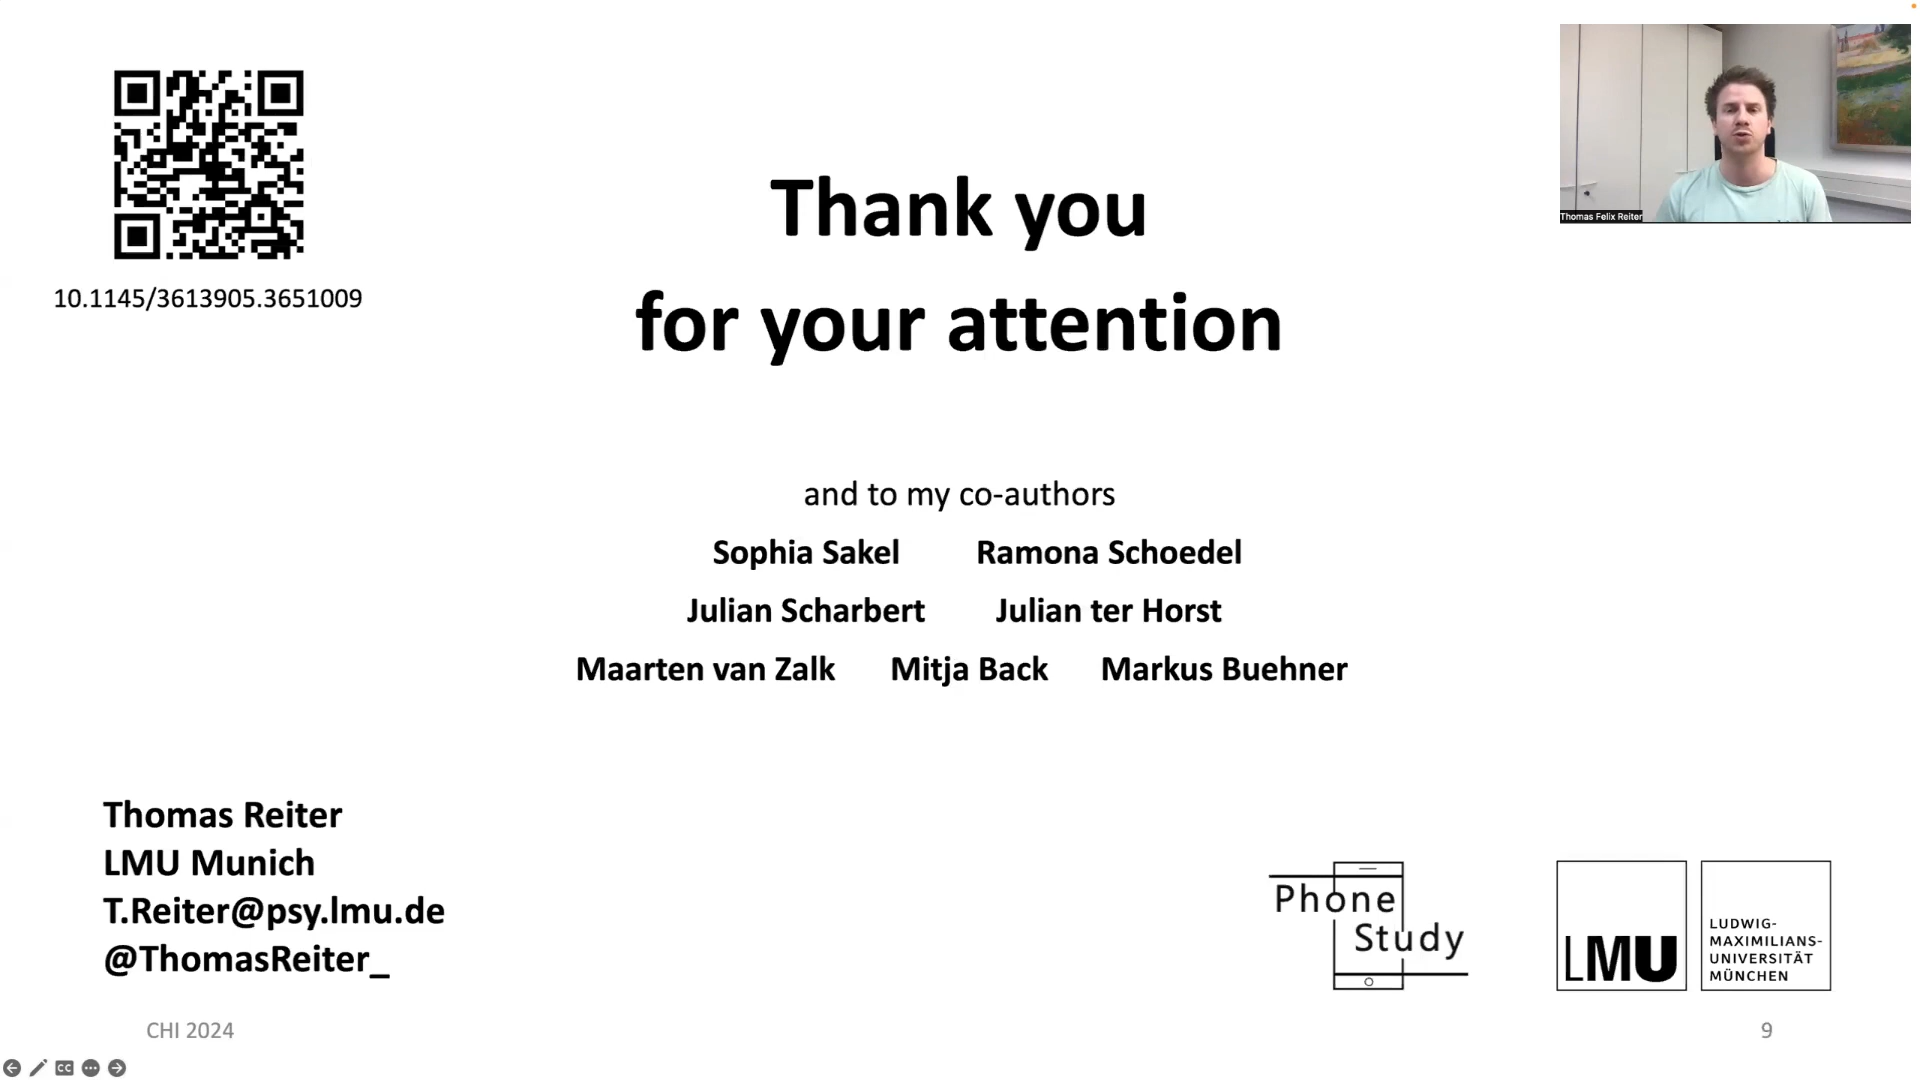 10.1145/3613905.3651009
Thank you
for your attention
Thomas Felix Reiter
and to my co-authors
Sophia Sakel Ramona Schoedel
Julian Scharbert Julian ter Horst
Maarten van Zalk Mitja Back Markus Buehner
Thomas Reiter
LMU Munich
T.Reiter@psy.lmu.de
@ThomasReiter_
Phone
Study
LMU
LUDWIG-
MAXIMILIANS-
UNIVERSITÄT
MÜNCHEN
CHI 2024
9
CC